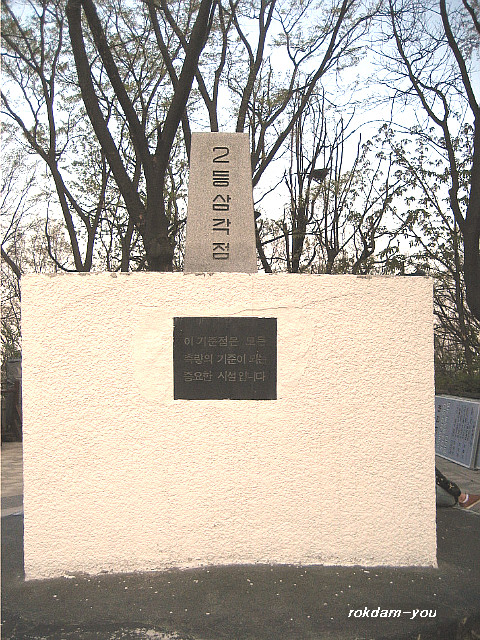 2등삼각점
이 기준점은 모든
측량의 기준이 되는
중요한 시설입니다
rokdam-you